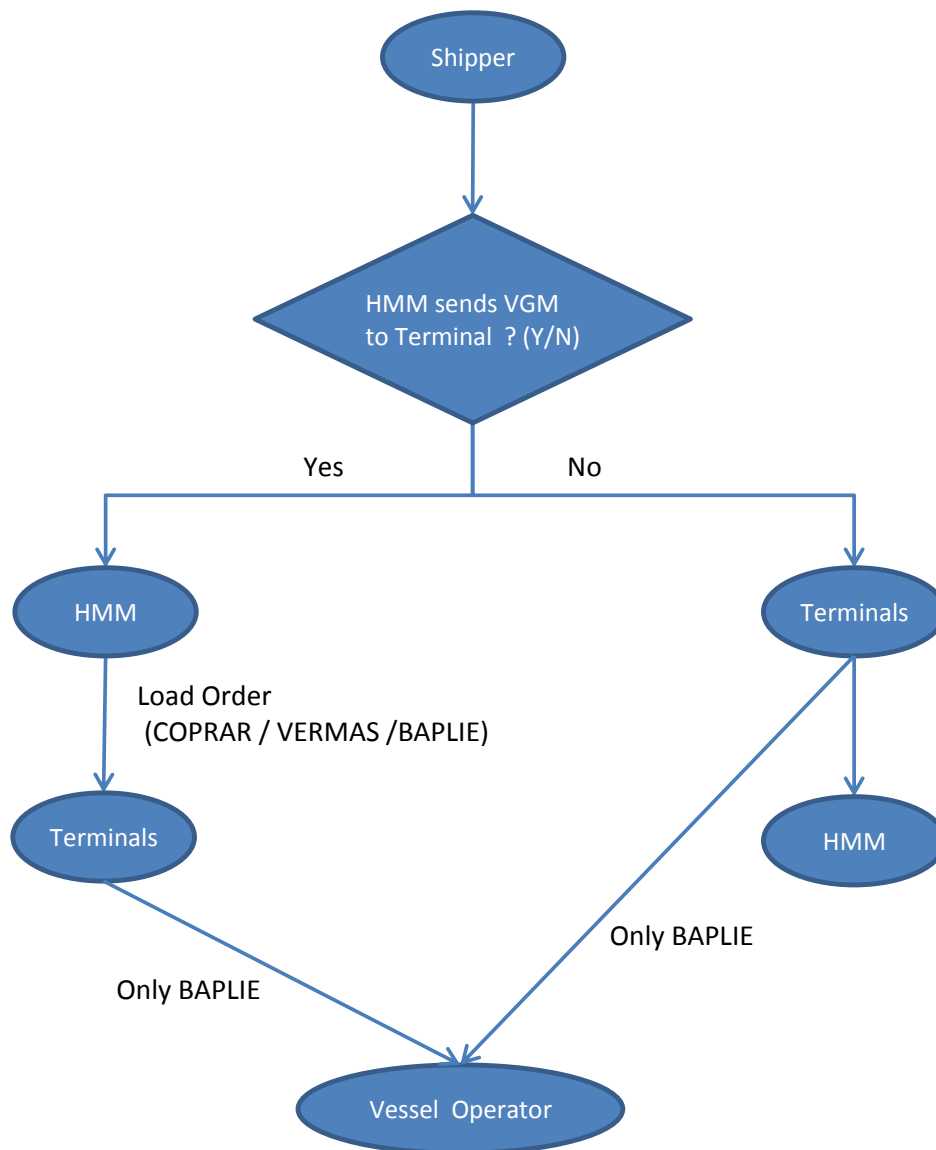 Shipper
HMM sends VGM
to Terminal ? (Y/N)
Yes
No
HMM
Terminals
Load Order
(COPRAR / VERMAS /BAPLIE)
Terminals
HMM
Only BAPLIE
Only BAPLIE
Vessel Operator